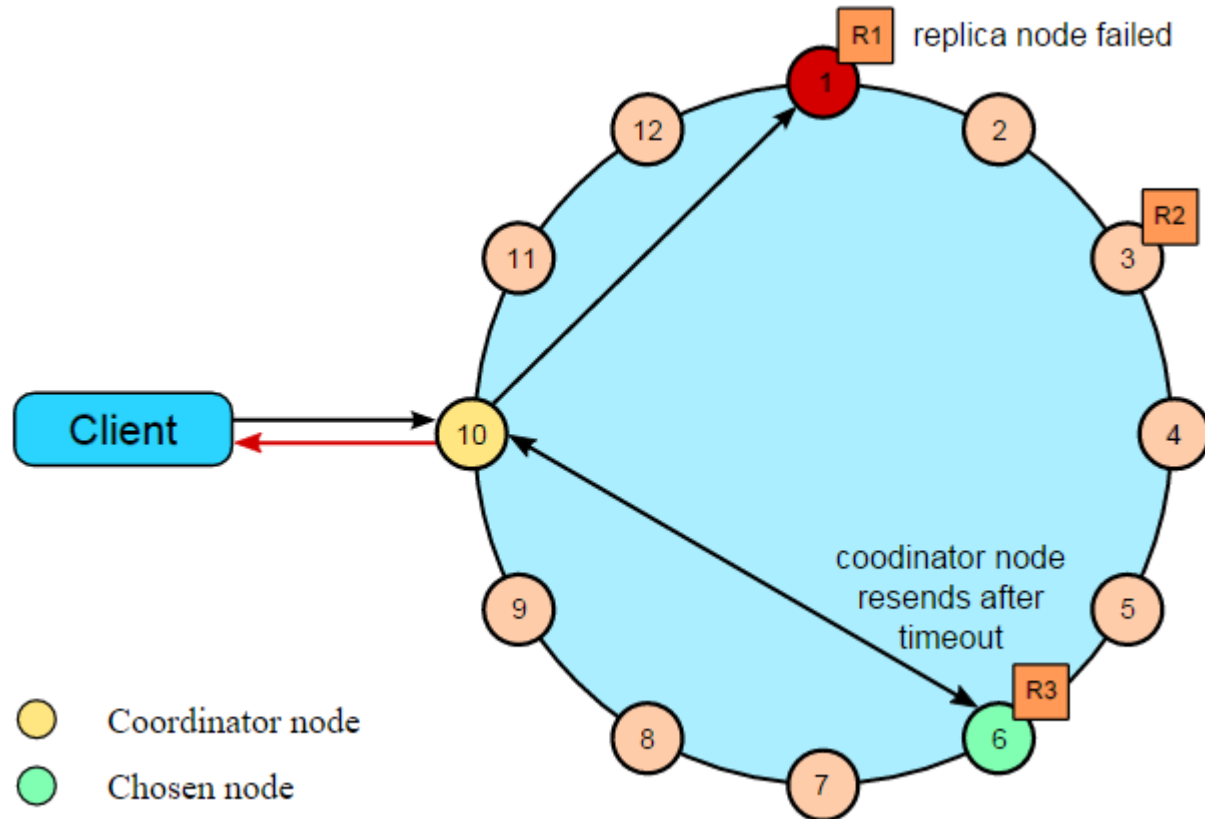 R1 replica node failed
1
12
2
R2
11
3
Client
10
4
coodinator node
resends after
timeout
9
5
R3
Coordinator node
8
6
Chosen node
7